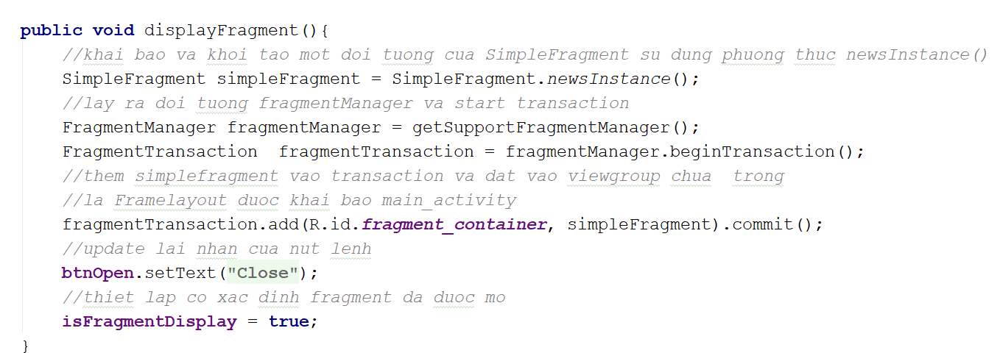 public void displayFragment(){
//khai bao va khoi tao mot doi tuong cua SimpleFragment su dung phuong thuc newsInstance()
SimpleFragment simpleFragment = SimpleFragment.newsInstance();
//lay ra doi tuong fragmentManager va start transaction
FragmentManager fragmentManager = getSupportFragmentManager();
FragmentTransaction  fragmentTransaction = fragmentManager.beginTransaction();
//them simplefragment vao transaction va dat vao viewgroup chua  trong
//la Framelayout duoc khai bao main_activity
fragmentTransaction.add(R.id.fragment_container, simpleFragment).commit();
//update lai nhan cua nut lenh
btnOpen.setText("Close");
//thiet lap co xac dinh fragment da duoc mo
isFragmentDisplay = true;
}